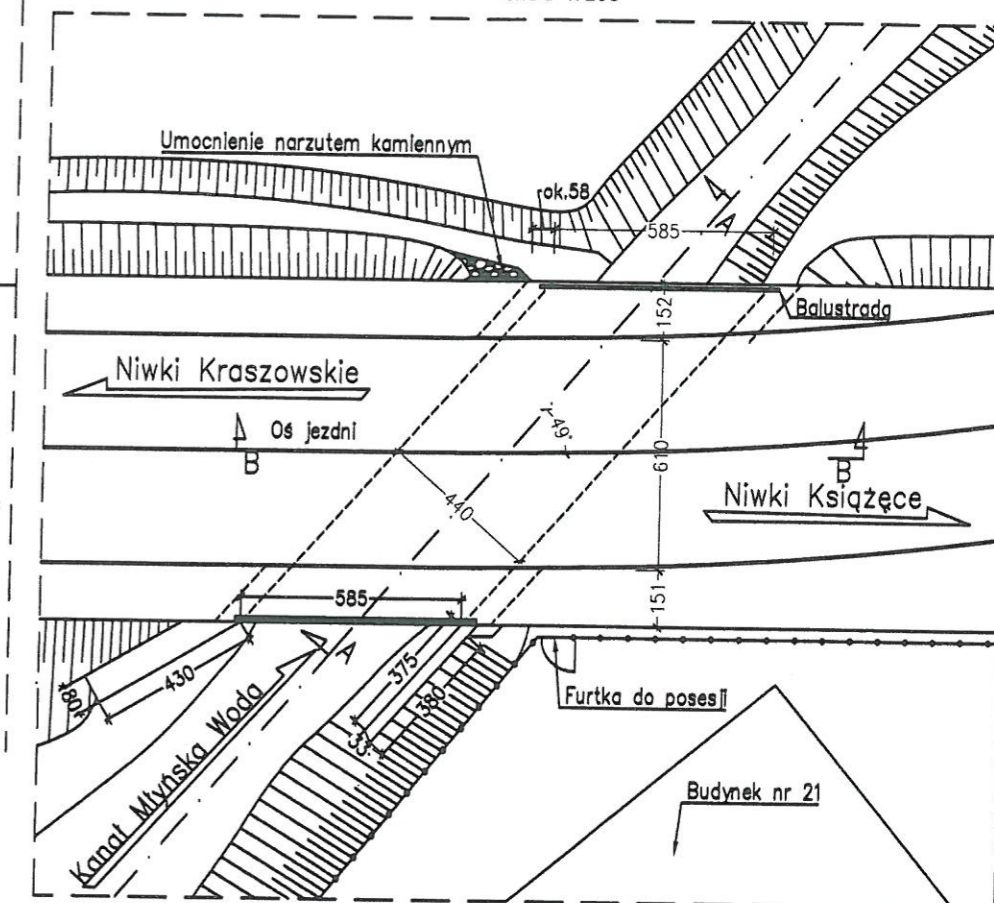 Umocnienie narzutem kamiennym
ok.58
A
585
152
Balustrada
Niwki Kraszowskie
Oś jezdni
49°
B
B
610
440
Niwki Książęce
585
151
A
375
430
380
80
33
Kanał Młyńska Woda
Furtka do posesji
Budynek nr 21